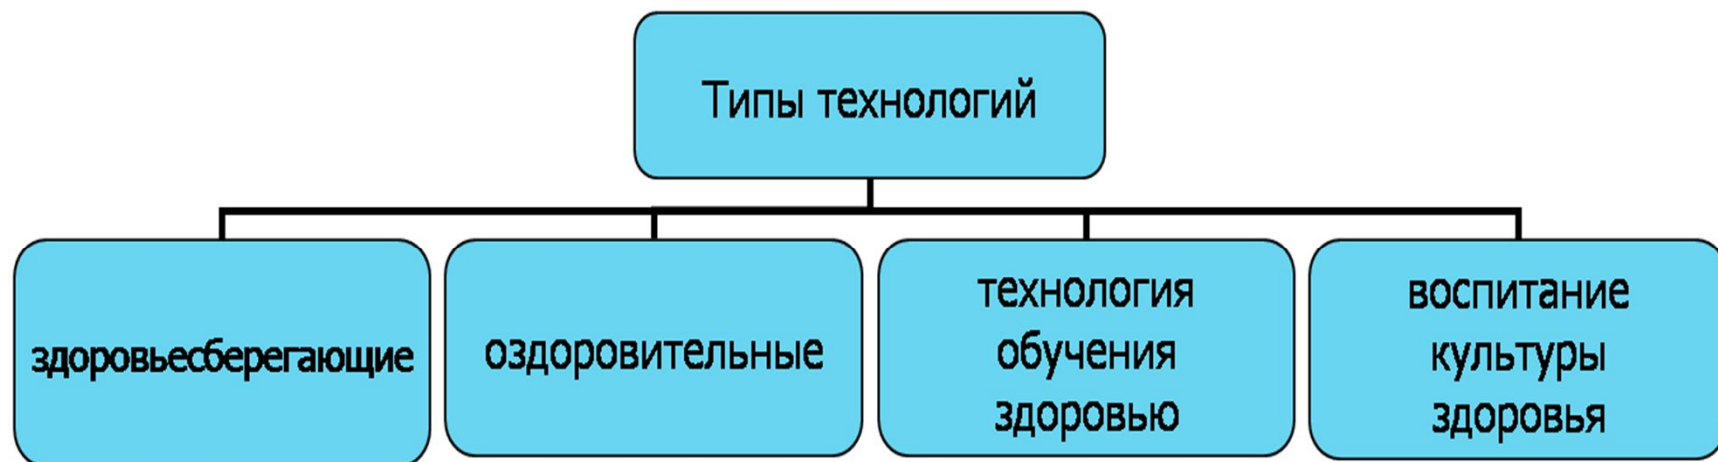 Типы технологий
здоровьесберегающие
оздоровительные
технология
обучения
здоровью
воспитание
культуры
здоровья